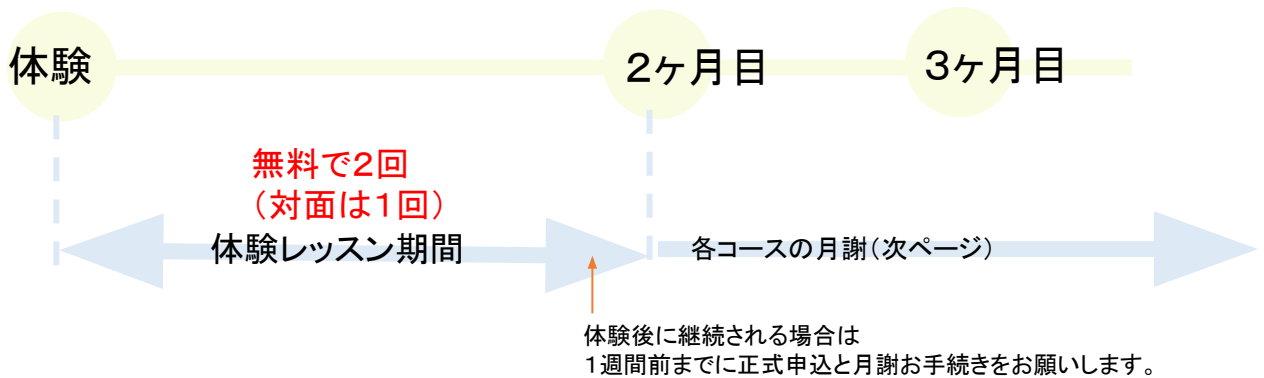 体験
2ヶ月目
3ヶ月目
無料で2回
（対面は1回）
体験レッスン期間
各コースの月謝（次ページ）
体験後に継続される場合は
1週間前までに正式申込と月謝お手続きをお願いします。